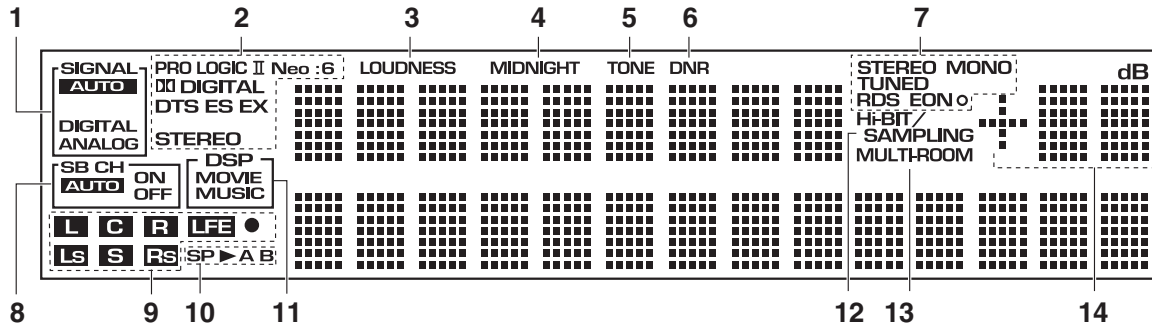 1 2 3 4 5 6 7
SIGNAL PRO LOGIC II Neo :6 LOUDNESS MIDNIGHT TONE DNR STEREO MONO dB
AUTO DIGITAL TUNED
DTS ES EX RDS EON
DIGITAL Hi-BIT/
ANALOG STEREO SAMPLING
SB CH DSP MULTI-ROOM
AUTO ON MOVIE
OFF MUSIC
L C R LFE
Ls S Rs SP ▶ A B
8 9 10 11 12 13 14